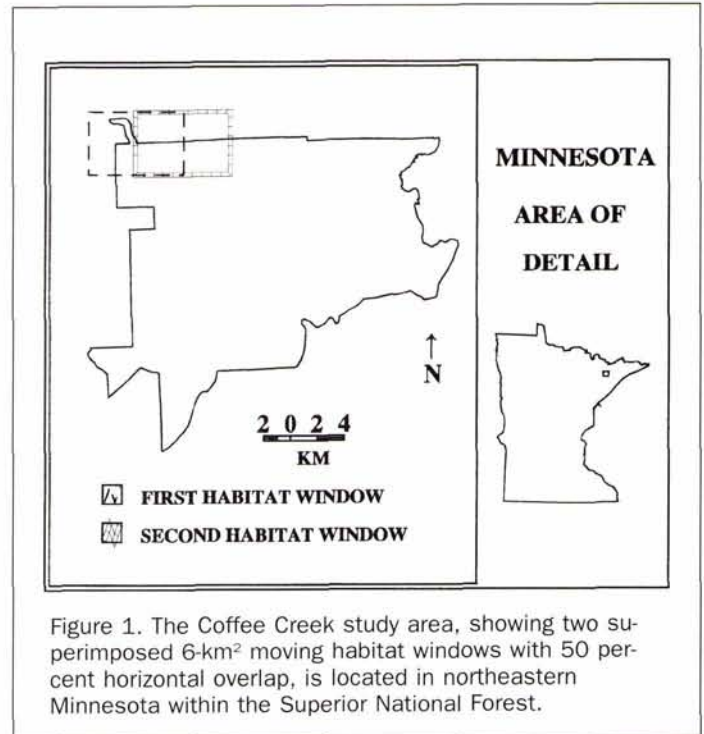 MINNESOTA
AREA OF
DETAIL
↑
N
2 0 2 4
KM
FIRST HABITAT WINDOW
SECOND HABITAT WINDOW
Figure 1. The Coffee Creek study area, showing two su-
perimposed 6-km² moving habitat windows with 50 per-
cent horizontal overlap, is located in northeastern
Minnesota within the Superior National Forest.